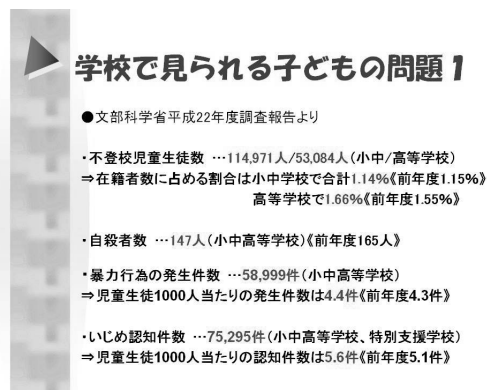 学校で見られる子どもの問題1
●文部科学省平成22年度調査報告より
・不登校児童生徒数 …114,971人/53,084人(小中/高等学校)
⇒在籍者数に占める割合は小中学校で合計1.14%《前年度1.15%》
高等学校で1.66%《前年度1.55%》
・自殺者数 …147人(小中高等学校)《前年度165人》
・暴力行為の発生件数 …58,999件(小中高等学校)
⇒児童生徒1000人当たりの発生件数は4.4件《前年度4.3件》
・いじめ認知件数 …75,295件(小中高等学校、特別支援学校)
⇒児童生徒1000人当たりの認知件数は5.6件《前年度5.1件》